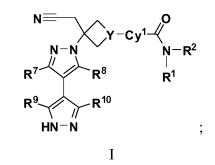 N Y Cy¹ O
N R²
N N R¹
R⁷ R⁸
R⁹ R¹⁰
HN-N ;
I